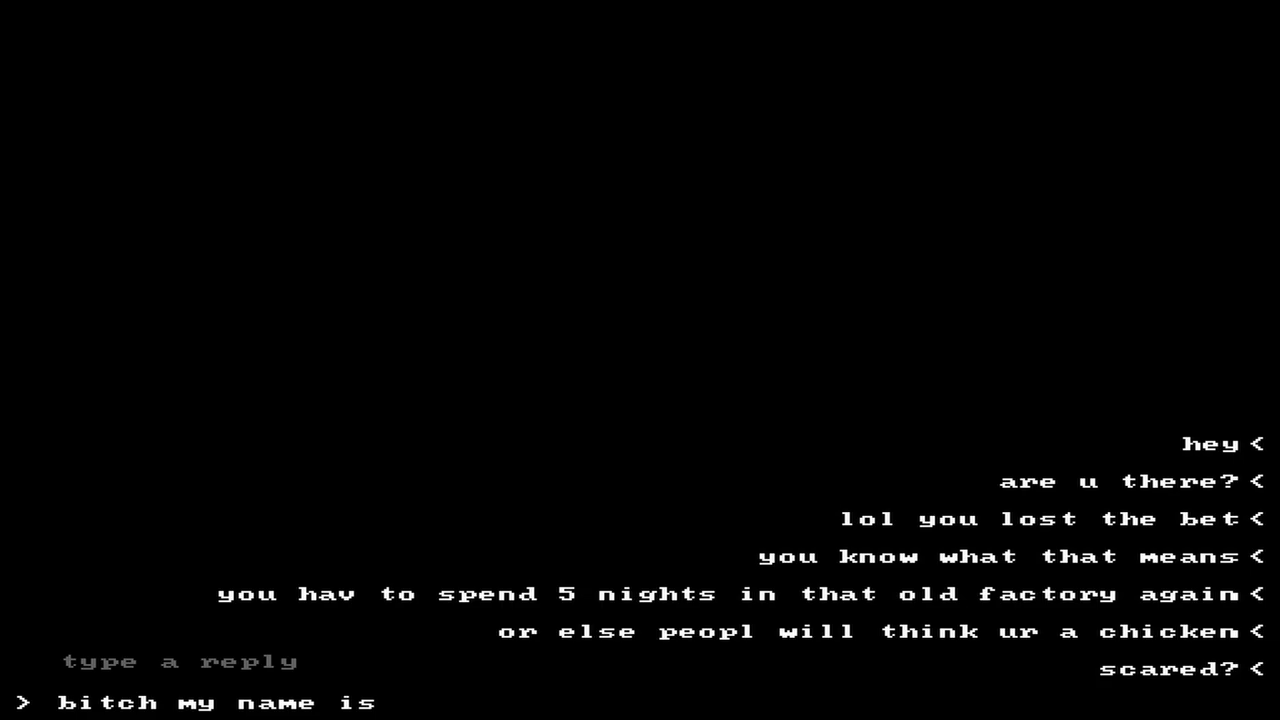 hey <
are u there? <
lol you lost the bet <
you know what that means <
you hav to spend 5 nights in that old factory again <
or else peopl will think ur a chicken <
type a reply
scared? <
> bitch my name is